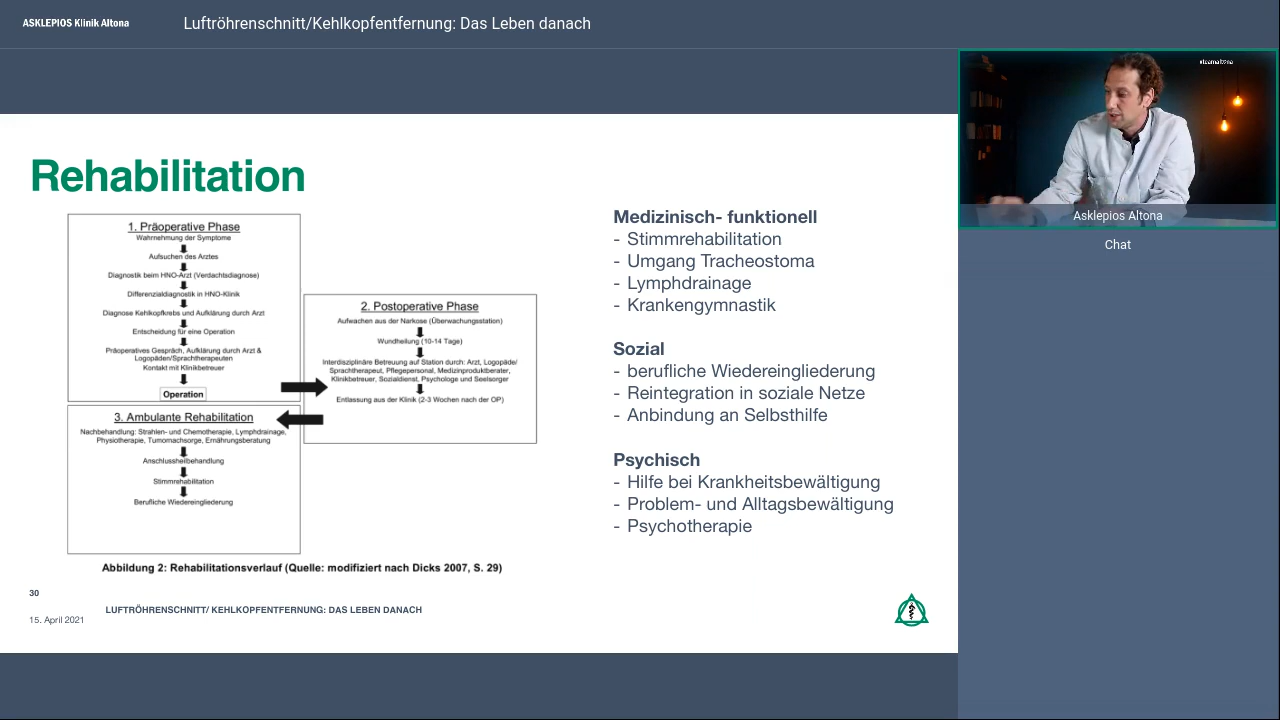 ASKLEPIOS Klinik Altona
Luftröhrenschnitt/Kehlkopfentfernung: Das Leben danach
#teamaltona
Asklepios Altona
Chat
Rehabilitation
1. Präoperative Phase
Wahrnehmung der Symptome
Aufsuchen des Arztes
Diagnostik beim HNO-Arzt (Verdachtsdiagnose)
Differenzialdiagnostik in HNO-Klinik
Diagnose Kehlkopfkrebs und Aufklärung durch Arzt
Entscheidung für eine Operation
Präoperatives Gespräch, Aufklärung durch Arzt &
Logopäden/Sprachtherapeuten
Kontakt mit Klinikbetreuer
Operation
2. Postoperative Phase
Aufwachen aus der Narkose (Überwachungsstation)
Wundheilung (10-14 Tage)
Interdisziplinäre Betreuung auf Station durch: Arzt, Logopäde/
Sprachtherapeut, Pflegepersonal, Medizinproduktberater,
Klinikbetreuer, Sozialdienst, Psychologe und Seelsorger
Entlassung aus der Klinik (2-3 Wochen nach der OP)
3. Ambulante Rehabilitation
Nachbehandlung: Strahlen- und Chemotherapie, Lymphdrainage,
Physiotherapie, Tumornachsorge, Ernährungsberatung
Anschlussheilbehandlung
Stimmrehabilitation
Berufliche Wiedereingliederung
Abbildung 2: Rehabilitationsverlauf (Quelle: modifiziert nach Dicks 2007, S. 29)
Medizinisch- funktionell
- Stimmrehabilitation
- Umgang Tracheostoma
- Lymphdrainage
- Krankengymnastik
Sozial
- berufliche Wiedereingliederung
- Reintegration in soziale Netze
- Anbindung an Selbsthilfe
Psychisch
- Hilfe bei Krankheitsbewältigung
- Problem- und Alltagsbewältigung
- Psychotherapie
30
LUFTRÖHRENSCHNITT/ KEHLKOPFENTFERNUNG: DAS LEBEN DANACH
15. April 2021